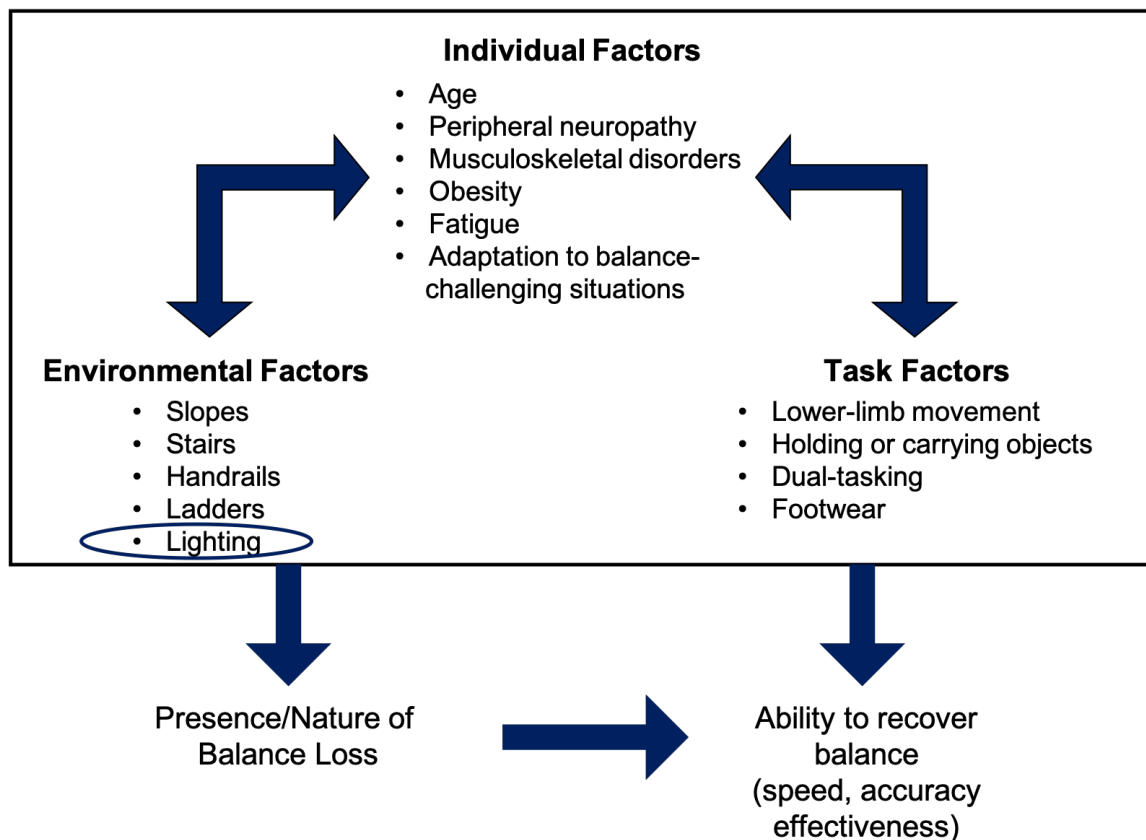 Individual Factors
• Age
• Peripheral neuropathy
• Musculoskeletal disorders
• Obesity
• Fatigue
• Adaptation to balance-
challenging situations
Environmental Factors
• Slopes
• Stairs
• Handrails
• Ladders
• Lighting
Task Factors
• Lower-limb movement
• Holding or carrying objects
• Dual-tasking
• Footwear
Presence/Nature of
Balance Loss
Ability to recover
balance
(speed, accuracy
effectiveness)